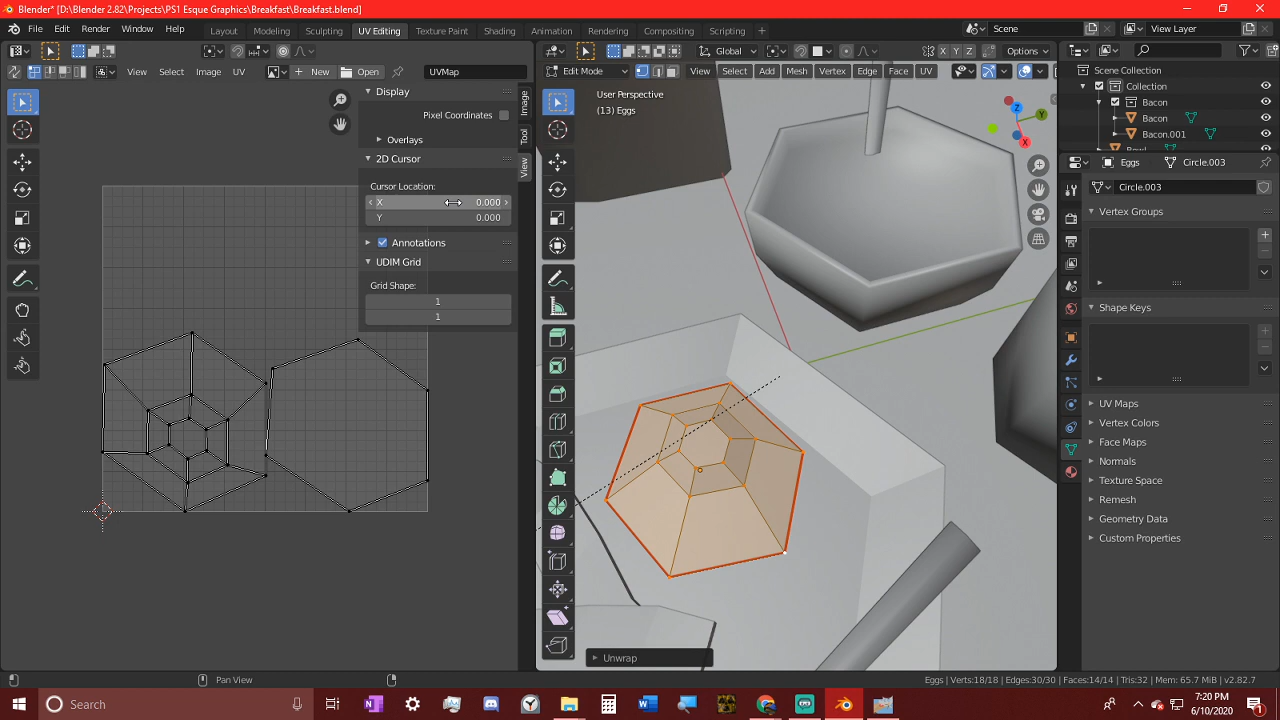 Blender* [D:\Blender 2.82\Projects\PS1 Esque Graphics\Breakfast\Breakfast.blend]
File Edit Render Window Help Layout Modeling Sculpting UV Editing Texture Paint Shading Animation Rendering Compositing Scripting + Scene View Layer
Global Options
View Select Image UV New Open UVMap
Edit Mode View Select Add Mesh Vertex Edge Face UV X Y Z
Display
Pixel Coordinates
Overlays
2D Cursor
Cursor Location:
X 0.000
Y 0.000
Annotations
UDIM Grid
Grid Shape:
1
1
Image
Tool
View
User Perspective
(13) Eggs
Z
Y
X
Unwrap
Scene Collection
Collection
Bacon
Bacon
Bacon.001
Bowl
Eggs Circle.003
Circle.003
Vertex Groups
Shape Keys
UV Maps
Vertex Colors
Face Maps
Normals
Texture Space
Remesh
Geometry Data
Custom Properties
Pan View
Eggs | Verts:18/18 | Edges:30/30 | Faces:14/14 | Tris:32 | Mem: 65.7 MiB | v2.82.7
Search
7:20 PM
6/10/2020